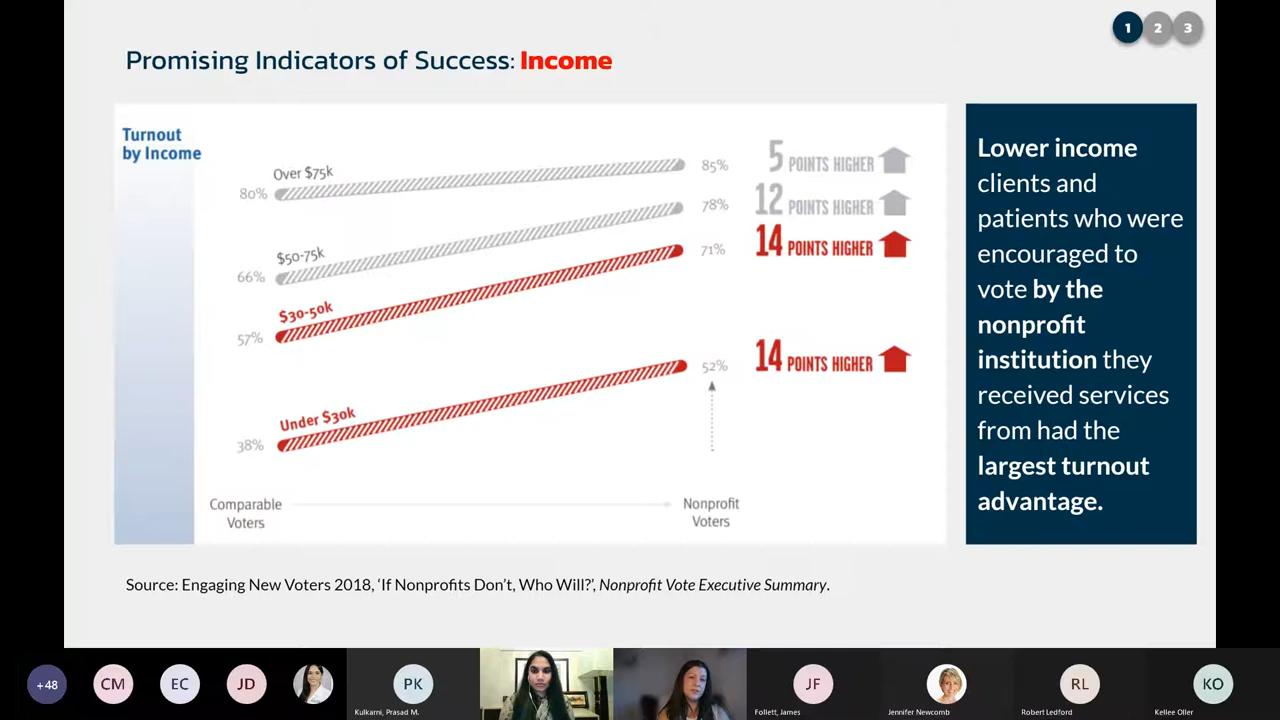 1 2 3
Promising Indicators of Success: Income
Turnout
by Income
Over $75k
80%
85%
5 POINTS HIGHER
$50-75k
66%
78%
12 POINTS HIGHER
$30-50k
57%
71%
14 POINTS HIGHER
Under $30k
38%
52%
14 POINTS HIGHER
Comparable
Voters
Nonprofit
Voters
Lower income
clients and
patients who were
encouraged to
vote by the
nonprofit
institution they
received services
from had the
largest turnout
advantage.
Source: Engaging New Voters 2018, ‘If Nonprofits Don’t, Who Will?’, Nonprofit Vote Executive Summary.
+48 CM EC JD PK JF RL KO
Kulkarni, Prasad M. Follett, James Jennifer Newcomb Robert Ledford Kellee Oller